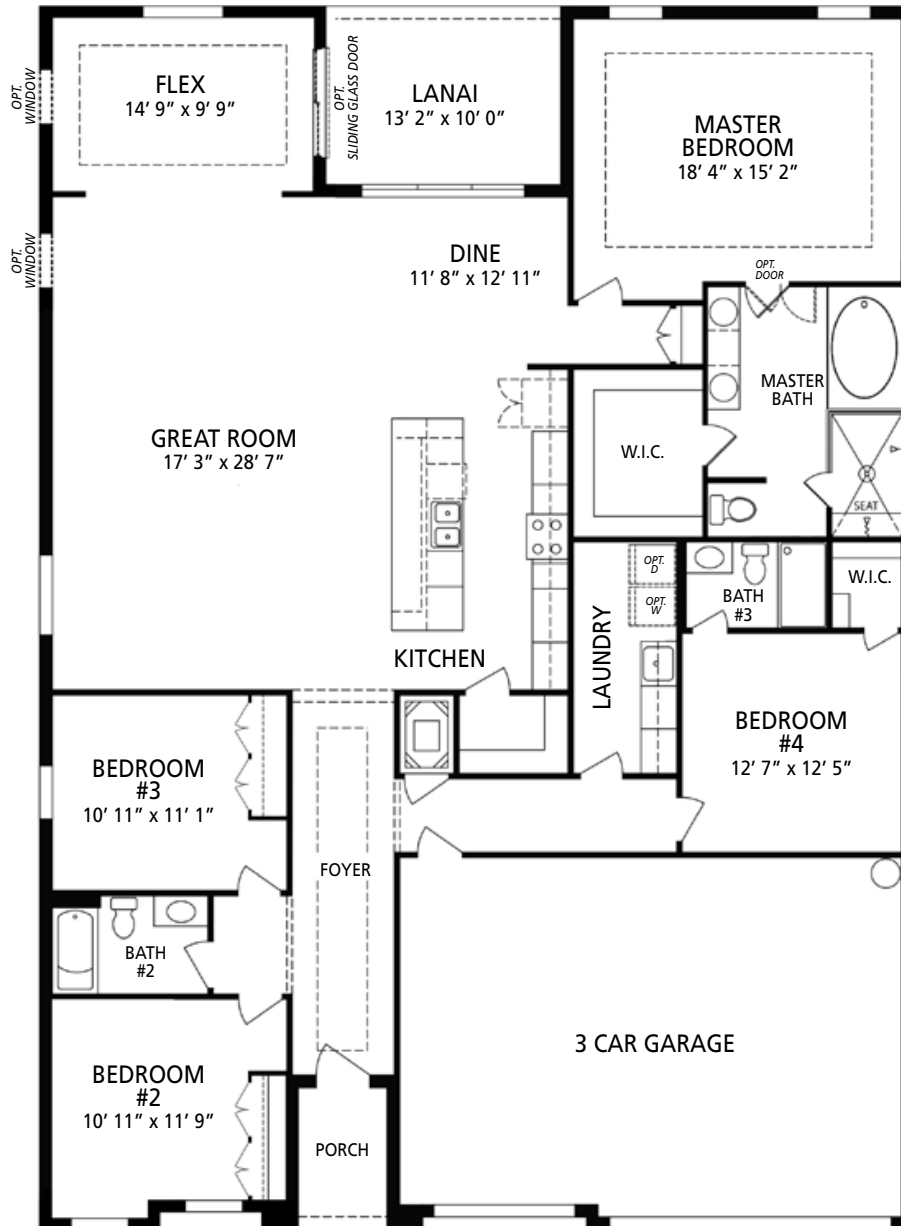 FLEX
14’ 9” x 9’ 9”
OPT.
WINDOW
OPT.
SLIDING GLASS DOOR
LANAI
13’ 2” x 10’ 0”
MASTER
BEDROOM
18’ 4” x 15’ 2”
OPT.
WINDOW
DINE
11’ 8” x 12’ 11”
OPT.
DOOR
MASTER
BATH
GREAT ROOM
17’ 3” x 28’ 7”
W.I.C.
SEAT
OPT.
D
OPT.
W
BATH
#3
W.I.C.
KITCHEN
LAUNDRY
BEDROOM
#4
12’ 7” x 12’ 5”
BEDROOM
#3
10’ 11” x 11’ 1”
FOYER
BATH
#2
3 CAR GARAGE
BEDROOM
#2
10’ 11” x 11’ 9”
PORCH